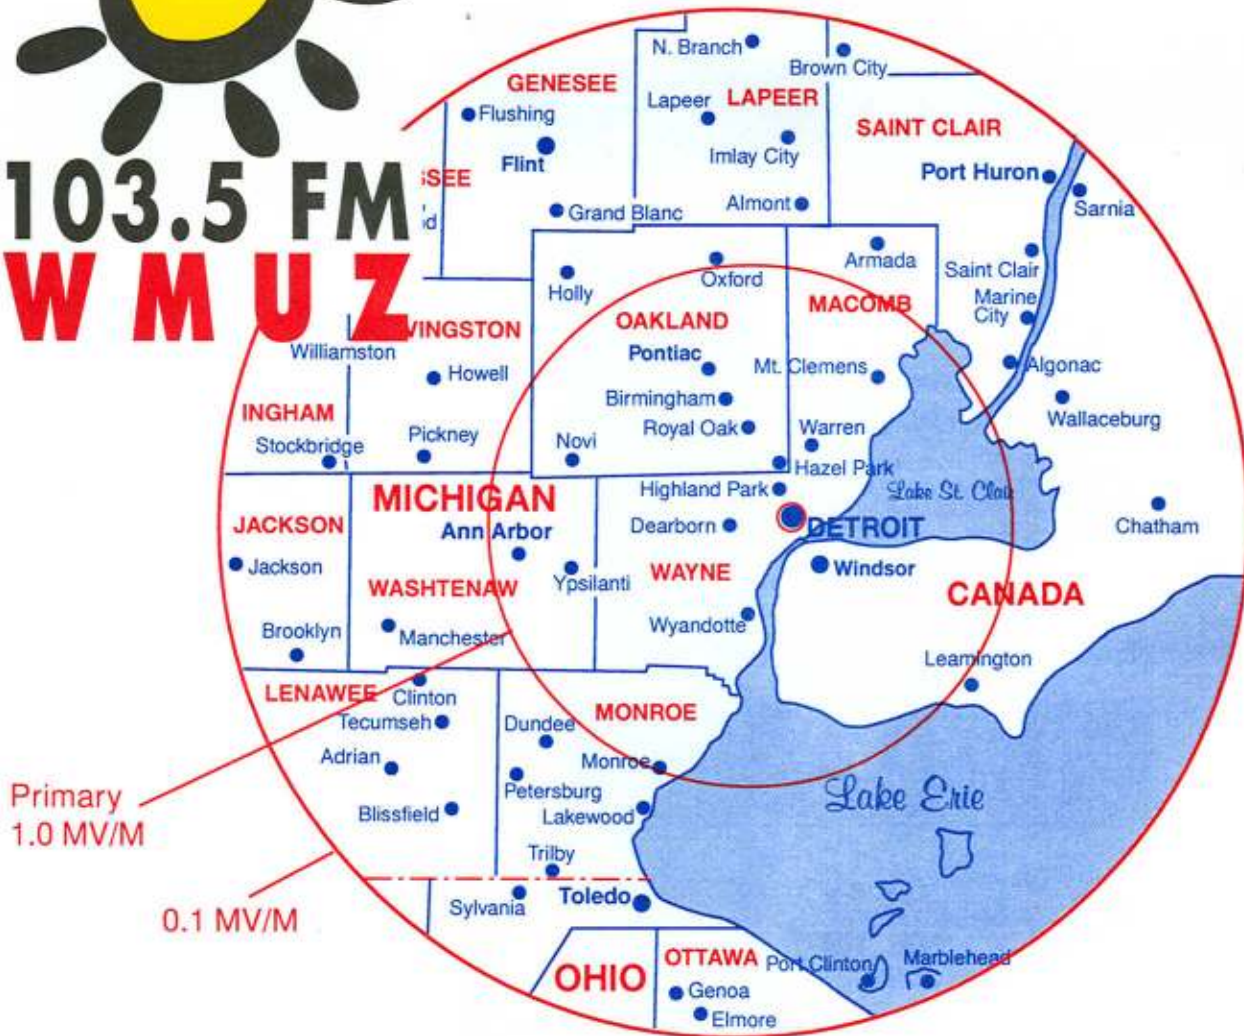 103.5 FM
WMUZ
GENESEE
Flushing
Flint
Grand Blanc
SSEE
N. Branch
Brown City
Lapeer
LAPEER
Imlay City
Almont
SAINT CLAIR
Port Huron
Sarnia
Saint Clair
Marine
City
Algonac
Wallaceburg
Chatham
Armada
MACOMB
Mt. Clemens
Warren
Hazel Park
Holly
Oxford
OAKLAND
Pontiac
Birmingham
Royal Oak
Novi
VINGSTON
Williamston
Howell
Pickney
INGHAM
Stockbridge
MICHIGAN
Ann Arbor
JACKSON
Jackson
Brooklyn
WASHTENAW
Manchester
Ypsilanti
Highland Park
Dearborn
DETROIT
WAYNE
Wyandotte
Lake St. Clair
Windsor
CANADA
Leamington
LENAWEE
Clinton
Tecumseh
Adrian
Blissfield
Dundee
MONROE
Monroe
Petersburg
Lakewood
Trilby
Lake Erie
Primary
1.0 MV/M
0.1 MV/M
Sylvania
Toledo
OHIO
OTTAWA
Port Clinton
Marblehead
Genoa
Elmore